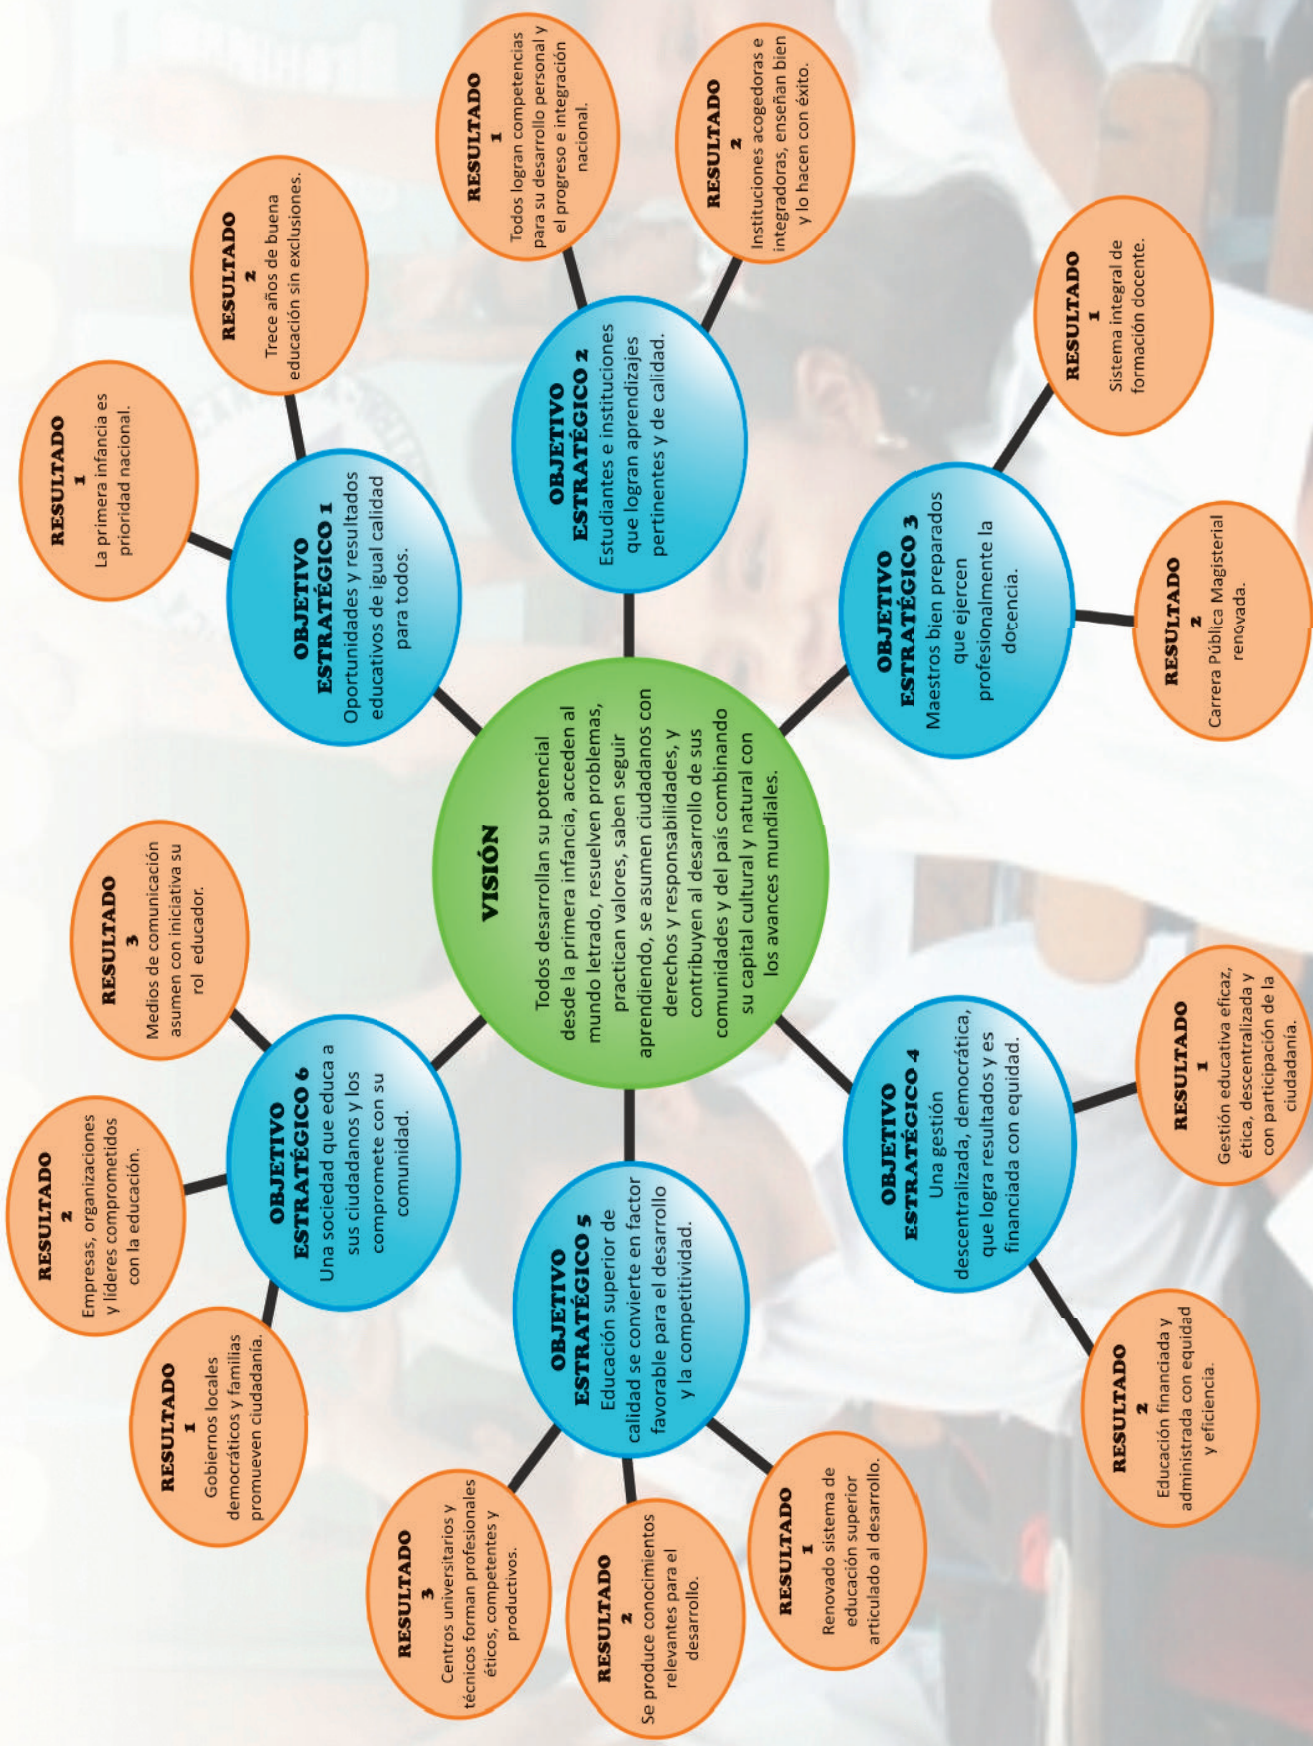 VISIÓN
Todos desarrollan su potencial
desde la primera infancia, acceden al
mundo letrado, resuelven problemas,
practican valores, saben seguir
aprendiendo, se asumen ciudadanos con
derechos y responsabilidades, y
contribuyen al desarrollo de sus
comunidades y del país combinando
su capital cultural y natural con
los avances mundiales.
OBJETIVO
ESTRATÉGICO 1
Oportunidades y resultados
educativos de igual calidad
para todos.
RESULTADO
1
La primera infancia es
prioridad nacional.
RESULTADO
2
Trece años de buena
educación sin exclusiones.
OBJETIVO
ESTRATÉGICO 2
Estudiantes e instituciones
que logran aprendizajes
pertinentes y de calidad.
RESULTADO
1
Todos logran competencias
para su desarrollo personal y
el progreso e integración
nacional.
RESULTADO
2
Instituciones acogedoras e
integradoras, enseñan bien
y lo hacen con éxito.
OBJETIVO
ESTRATÉGICO 3
Maestros bien preparados
que ejercen
profesionalmente la
docencia.
RESULTADO
1
Sistema integral de
formación docente.
RESULTADO
2
Carrera Pública Magisterial
renovada.
OBJETIVO
ESTRATÉGICO 4
Una gestión
descentralizada, democrática,
que logra resultados y es
financiada con equidad.
RESULTADO
1
Gestión educativa eficaz,
ética, descentralizada y
con participación de la
ciudadanía.
RESULTADO
2
Educación financiada y
administrada con equidad
y eficiencia.
OBJETIVO
ESTRATÉGICO 5
Educación superior de
calidad se convierte en factor
favorable para el desarrollo
y la competitividad.
RESULTADO
1
Renovado sistema de
educación superior
articulado al desarrollo.
RESULTADO
2
Se produce conocimientos
relevantes para el
desarrollo.
RESULTADO
3
Centros universitarios y
técnicos forman profesionales
éticos, competentes y
productivos.
OBJETIVO
ESTRATÉGICO 6
Una sociedad que educa a
sus ciudadanos y los
compromete con su
comunidad.
RESULTADO
1
Gobiernos locales
democráticos y familias
promueven ciudadanía.
RESULTADO
2
Empresas, organizaciones
y líderes comprometidos
con la educación.
RESULTADO
3
Medios de comunicación
asumen con iniciativa su
rol educador.